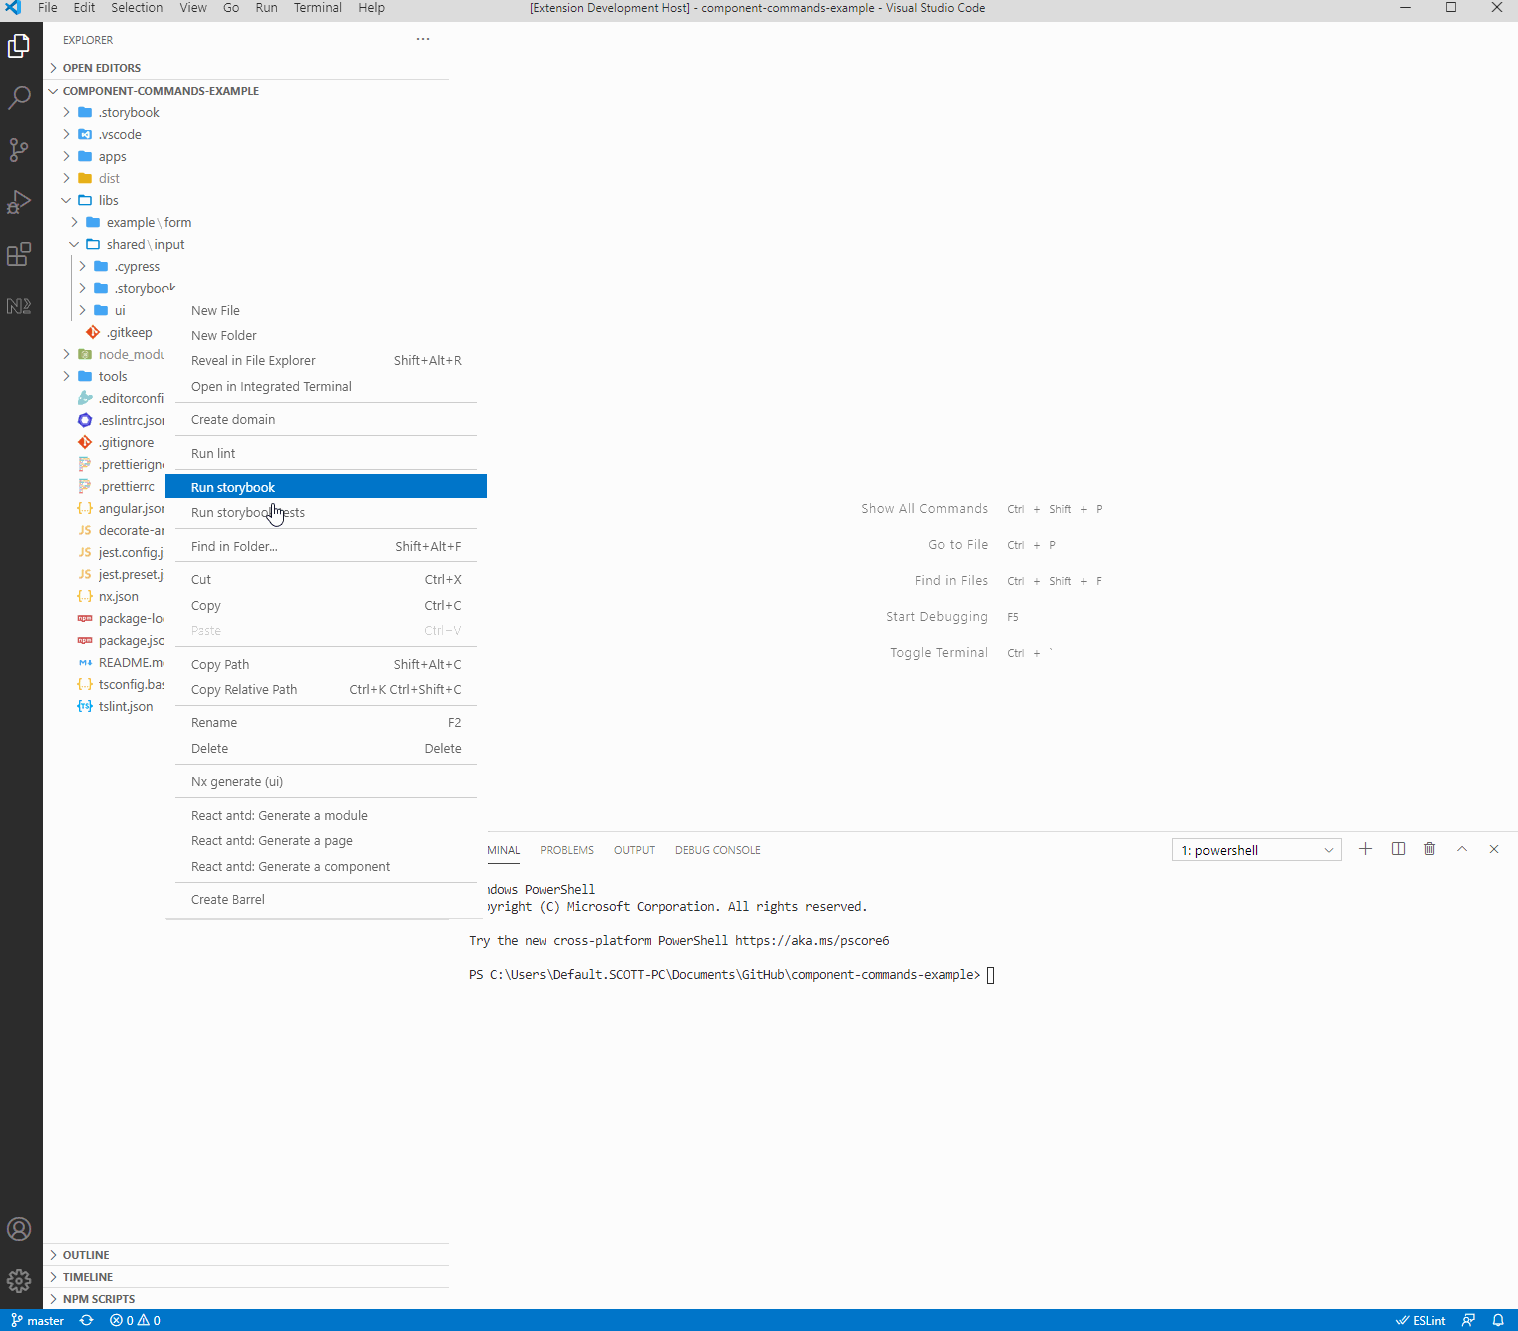 File Edit Selection View Go Run Terminal Help [Extension Development Host] - component-commands-example - Visual Studio Code
EXPLORER ...
OPEN EDITORS
COMPONENT-COMMANDS-EXAMPLE
.storybook
.vscode
apps
dist
libs
example\form
shared\input
.cypress
.storybook
ui
.gitkeep
node_modu
tools
.editorconfi
.eslintrc.json
.gitignore
.prettierign
.prettierrc
angular.json
decorate-an
jest.config.j
jest.preset.j
nx.json
package-lo
package.jso
README.m
tsconfig.bas
tslint.json
New File
New Folder
Reveal in File Explorer Shift+Alt+R
Open in Integrated Terminal
Create domain
Run lint
Run storybook
Run storybook tests
Find in Folder... Shift+Alt+F
Cut Ctrl+X
Copy Ctrl+C
Paste Ctrl+V
Copy Path Shift+Alt+C
Copy Relative Path Ctrl+K Ctrl+Shift+C
Rename F2
Delete Delete
Nx generate (ui)
React antd: Generate a module
React antd: Generate a page
React antd: Generate a component
Create Barrel
Show All Commands Ctrl + Shift + P
Go to File Ctrl + P
Find in Files Ctrl + Shift + F
Start Debugging F5
Toggle Terminal Ctrl + `
MINAL PROBLEMS OUTPUT DEBUG CONSOLE 1: powershell
ndows PowerShell
pyright (C) Microsoft Corporation. All rights reserved.
Try the new cross-platform PowerShell https://aka.ms/pscore6
PS C:\Users\Default.SCOTT-PC\Documents\GitHub\component-commands-example>
OUTLINE
TIMELINE
NPM SCRIPTS
master 0 0 ESLint